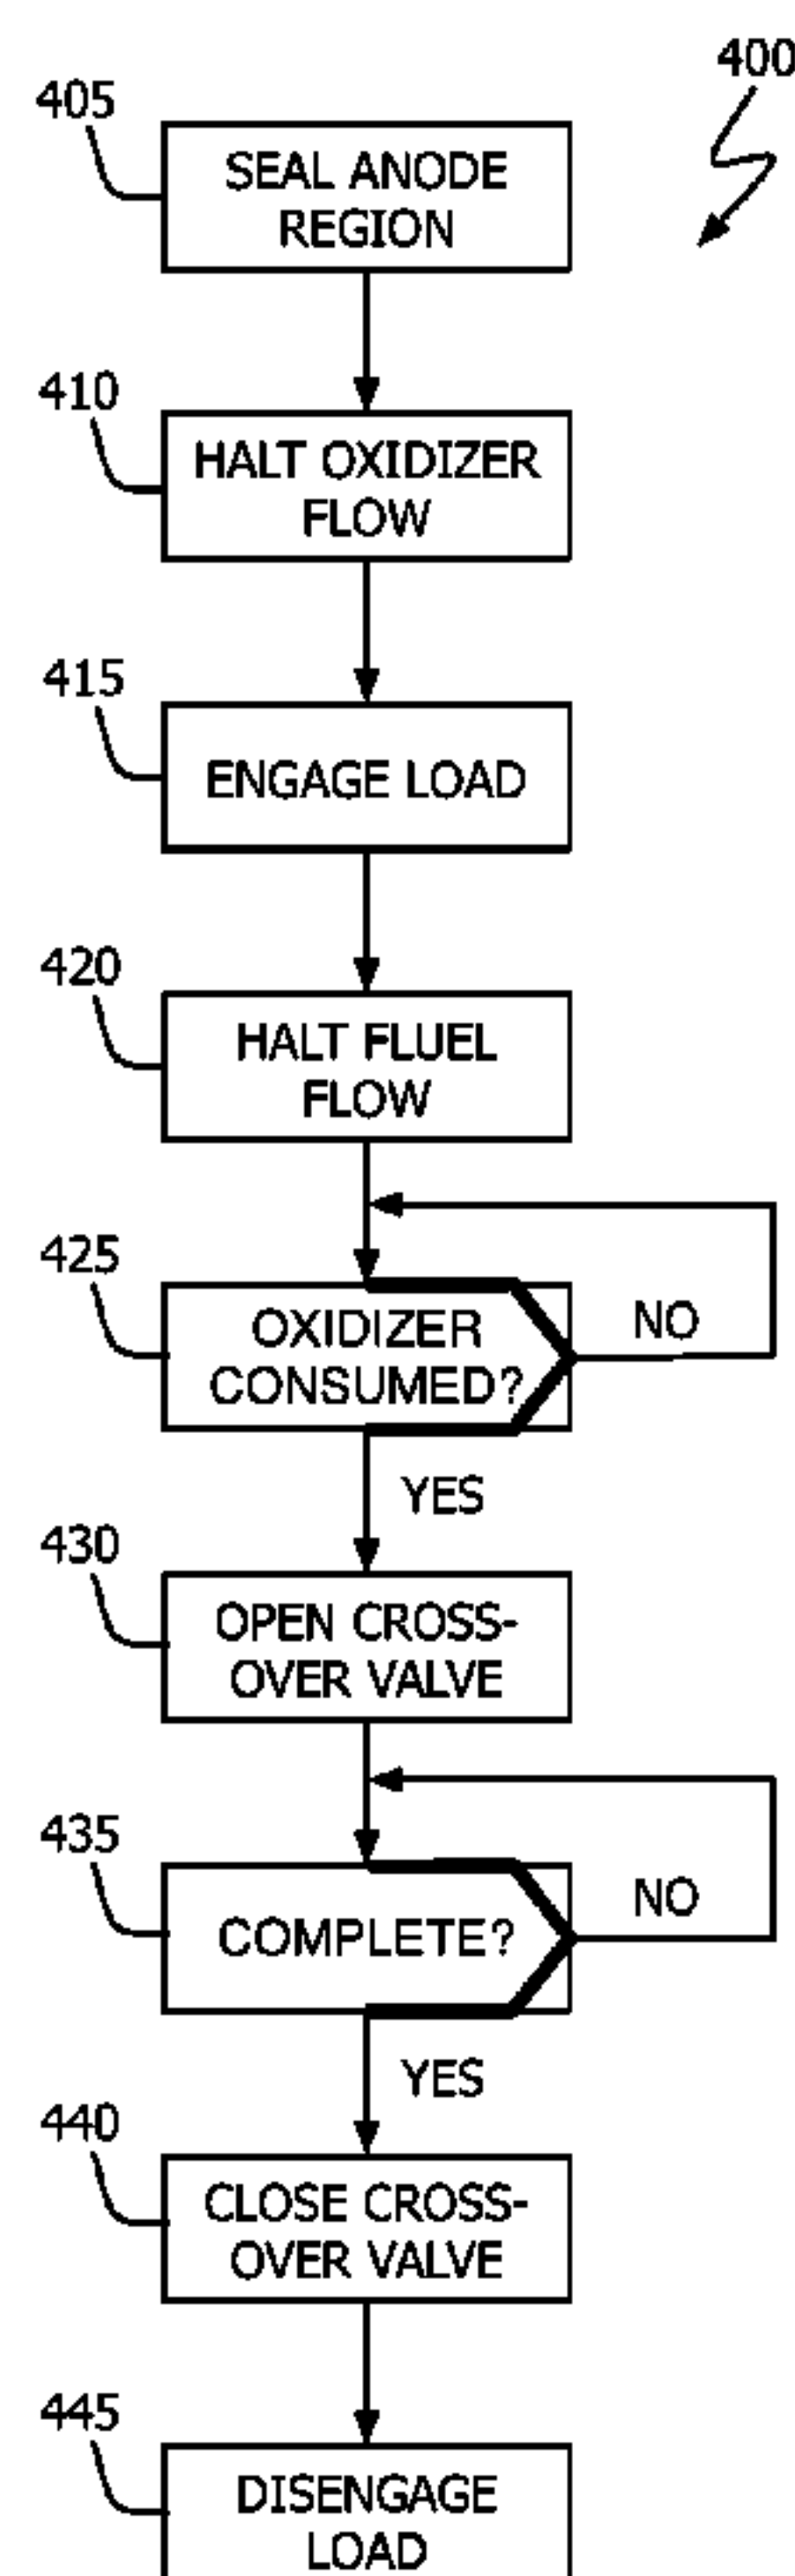 400
405
SEAL ANODE
REGION
410
HALT OXIDIZER
FLOW
415
ENGAGE LOAD
420
HALT FLUEL
FLOW
425
OXIDIZER
CONSUMED?
NO
YES
430
OPEN CROSS-
OVER VALVE
435
COMPLETE?
NO
YES
440
CLOSE CROSS-
OVER VALVE
445
DISENGAGE
LOAD